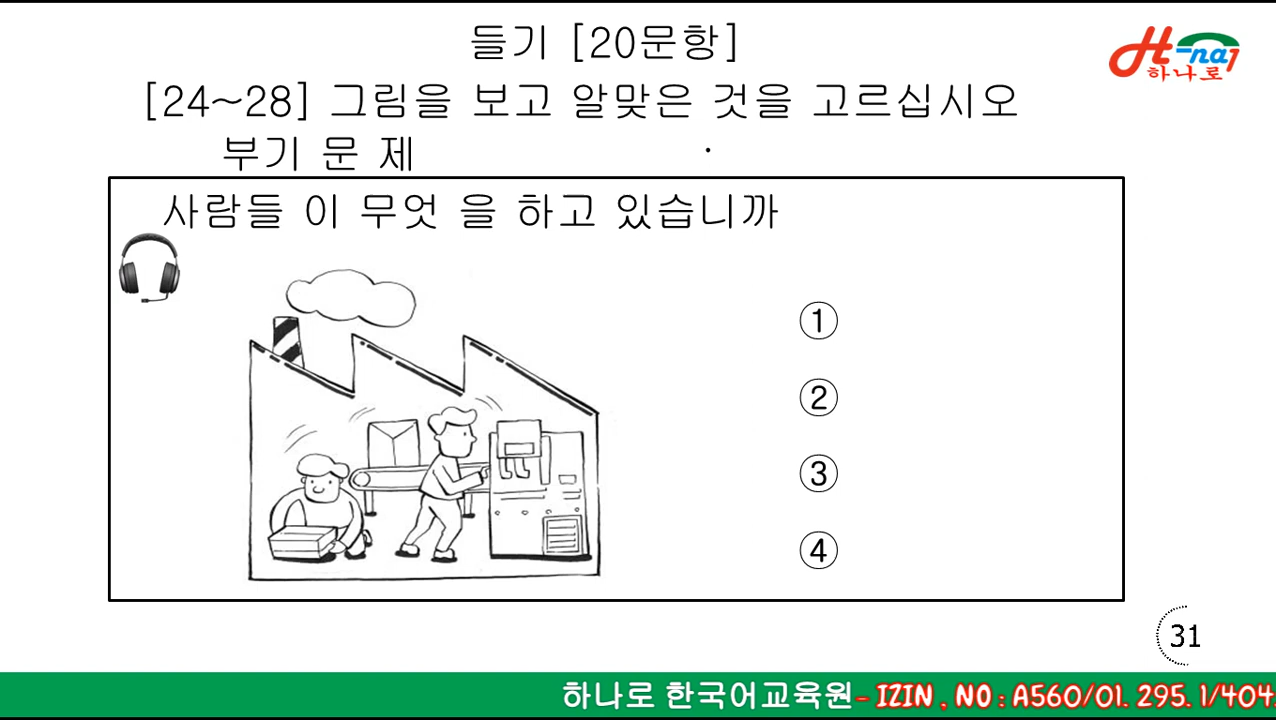 들기 [20문항]
H-na1
하나로
[24~28] 그림을 보고 알맞은 것을 고르십시오
부기 문 제
사람들 이 무엇 을 하고 있습니까
①
②
③
④
31
하나로 한국어교육원 - IZIN . NO : A560/01. 295. 1/404.